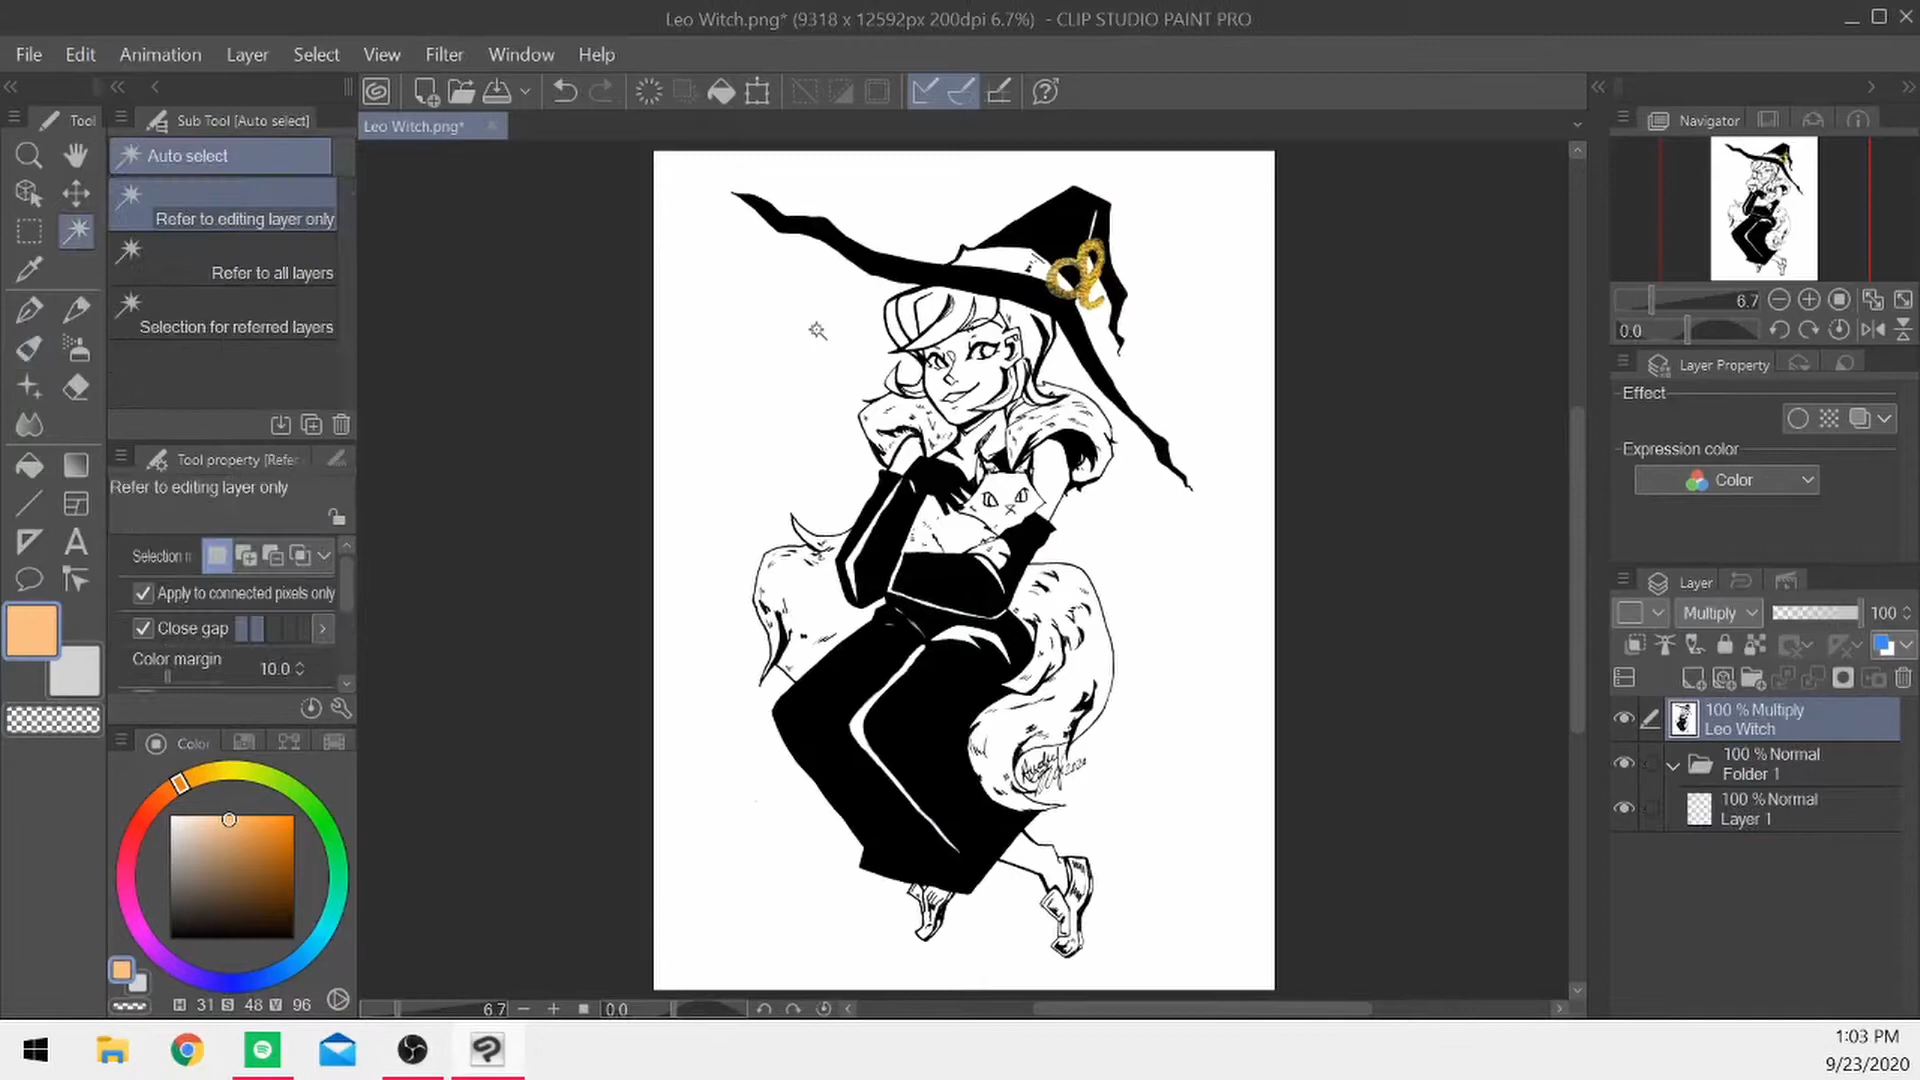 Leo Witch.png* (9318 x 12592px 200dpi 6.7%) - CLIP STUDIO PAINT PRO
File Edit Animation Layer Select View Filter Window Help
Tool
Sub Tool [Auto select]
Leo Witch.png*
Navigator
Auto select
Refer to editing layer only
Refer to all layers
Selection for referred layers
6.7
0.0
Layer Property
Effect
Expression color
Color
Tool property [Refer
Refer to editing layer only
Selection
Apply to connected pixels only
Close gap
Color margin 10.0
Layer
Multiply 100
100 % Multiply
Leo Witch
100 % Normal
Folder 1
100 % Normal
Layer 1
Color
2020
H 31 S 48 V 96
6.7 0.0
1:03 PM
9/23/2020